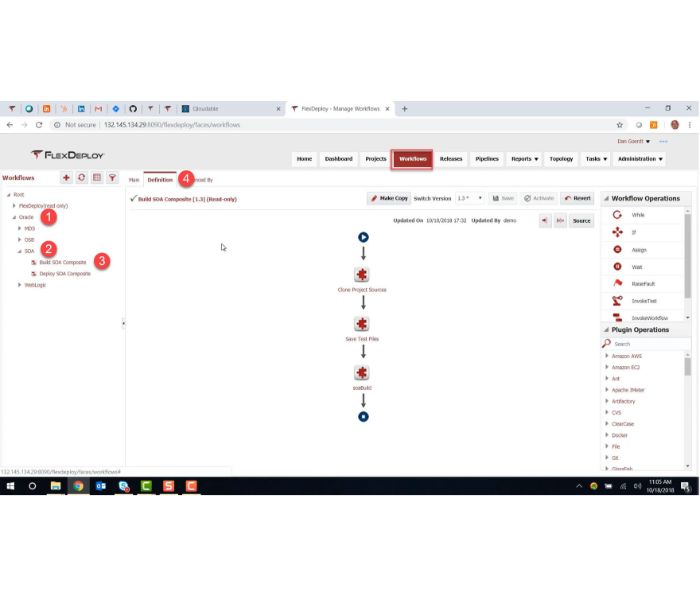 Cloudable
FlexDeploy - Manage Workflows
Not secure | 132.145.134.29:8090/flexdeploy/faces/workflows
Dan Goerdt
FLEXDEPLOY
Home Dashboard Projects Workflows Releases Pipelines Reports Topology Tasks Administration
Workflows
Root
FlexDeploy(read only)
Oracle 1
MDS
OSB
SOA 2
Build SOA Composite 3
Deploy SOA Composite
WebLogic
Main Definition 4 By
Build SOA Composite [1.3] (Read-only)
Make Copy Switch Version 1.3 * Save Activate Revert
Updated On 10/18/2018 17:32 Updated By demo Source
Clone Project Sources
Save Test Files
soaBuild
Workflow Operations
While
If
Assign
Wait
RaiseFault
InvokeTest
InvokeWorkflow
Plugin Operations
Search
Amazon AWS
Amazon EC2
Ant
Apache JMeter
Artifactory
CVS
ClearCase
Docker
File
Git
GlassFish
132.145.134.29:8090/flexdeploy/faces/workflows#
11:05 AM
10/18/2018